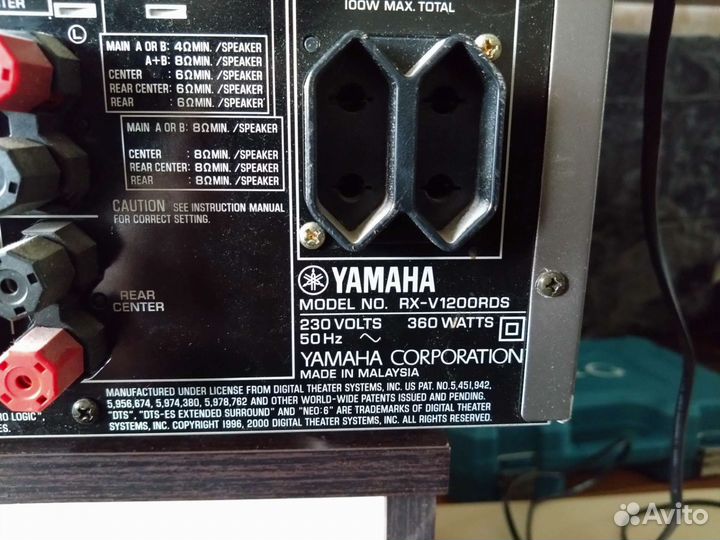 100W MAX. TOTAL
L
MAIN A OR B: 4ΩMIN. /SPEAKER
A+B: 8ΩMIN. /SPEAKER
CENTER : 6ΩMIN. /SPEAKER
REAR CENTER: 6ΩMIN. /SPEAKER
REAR : 6ΩMIN. /SPEAKER
MAIN A OR B: 8ΩMIN. /SPEAKER
CENTER : 8ΩMIN. /SPEAKER
REAR CENTER: 8ΩMIN. /SPEAKER
REAR : 8ΩMIN. /SPEAKER
CAUTION SEE INSTRUCTION MANUAL
FOR CORRECT SETTING.
REAR
CENTER
YAMAHA
MODEL NO. RX-V1200RDS
230 VOLTS 360 WATTS
50 Hz ~
YAMAHA CORPORATION
MADE IN MALAYSIA
MANUFACTURED UNDER LICENSE FROM DIGITAL THEATER SYSTEMS, INC. US PAT. NO.5,451,942,
5,956,674, 5,974,380, 5,978,762 AND OTHER WORLD-WIDE PATENTS ISSUED AND PENDING.
"DTS", "DTS-ES EXTENDED SURROUND" AND "NEO:6" ARE TRADEMARKS OF DIGITAL THEATER
SYSTEMS, INC. COPYRIGHT 1996, 2000 DIGITAL THEATER SYSTEMS, INC. ALL RIGHTS RESERVED.
LOGIC",
Avito